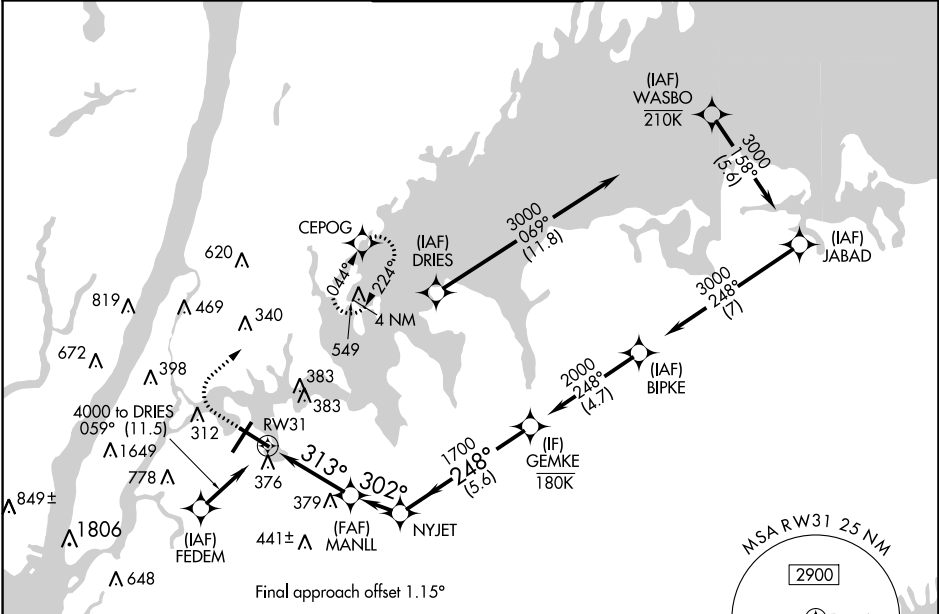 (IAF)
WASBO
210K
3000
158°
(5.6)
CEPOG
(IAF)
DRIES
3000
069°
(11.8)
(IAF)
JABAD
620
044°
224°
4 NM
549
3000
248°
(7)
819
469
340
672
398
383
383
(IAF)
BIPKE
2000
248°
(4.7)
4000 to DRIES
059° (11.5)
312
RW31
1649
778
376
313°
302°
1700
248°
(5.6)
(IF)
GEMKE
180K
849±
379
(FAF)
MANLL
NYJET
1806
(IAF)
FEDEM
441±
648
Final approach offset 1.15°
MSA RW31 25 NM
2900